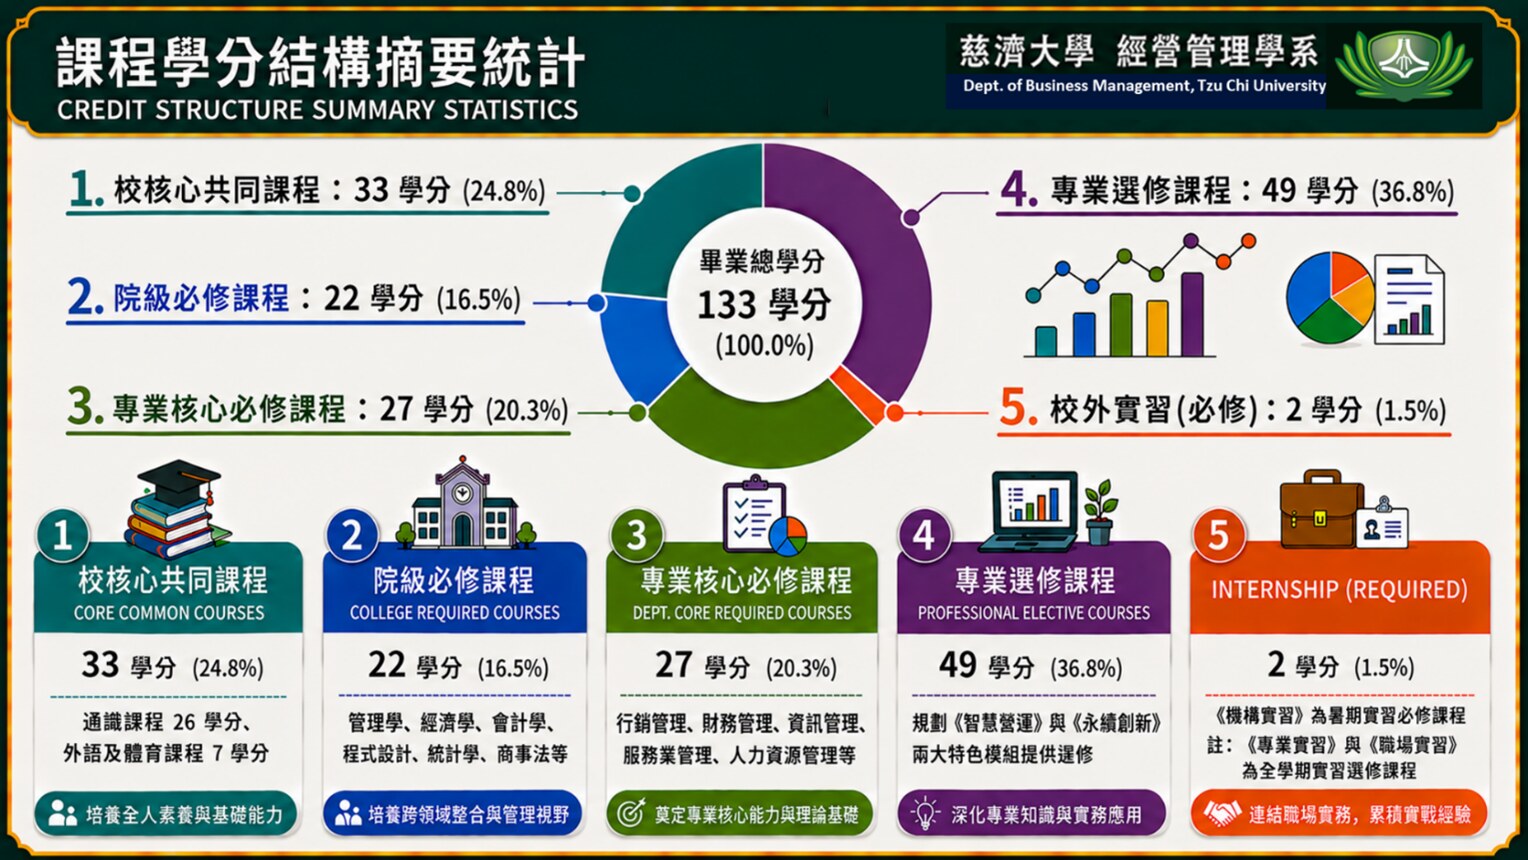 課程學分結構摘要統計
CREDIT STRUCTURE SUMMARY STATISTICS
慈濟大學 經營管理學系
Dept. of Business Management, Tzu Chi University
1. 校核心共同課程：33 學分 (24.8%)
2. 院級必修課程：22 學分 (16.5%)
3. 專業核心必修課程：27 學分 (20.3%)
畢業總學分
133 學分
(100.0%)
4. 專業選修課程：49 學分 (36.8%)
5. 校外實習(必修)：2 學分 (1.5%)
1
校核心共同課程
CORE COMMON COURSES
33 學分 (24.8%)
通識課程 26 學分、
外語及體育課程 7 學分
培養全人素養與基礎能力
2
院級必修課程
COLLEGE REQUIRED COURSES
22 學分 (16.5%)
管理學、經濟學、會計學、
程式設計、統計學、商事法等
培養跨領域整合與管理視野
3
專業核心必修課程
DEPT. CORE REQUIRED COURSES
27 學分 (20.3%)
行銷管理、財務管理、資訊管理、
服務業管理、人力資源管理等
奠定專業核心能力與理論基礎
4
專業選修課程
PROFESSIONAL ELECTIVE COURSES
49 學分 (36.8%)
規劃《智慧營運》與《永續創新》
兩大特色模組提供選修
深化專業知識與實務應用
5
INTERNSHIP (REQUIRED)
2 學分 (1.5%)
《機構實習》為暑期實習必修課程
註：《專業實習》與《職場實習》
為全學期實習選修課程
連結職場實務，累積實戰經驗